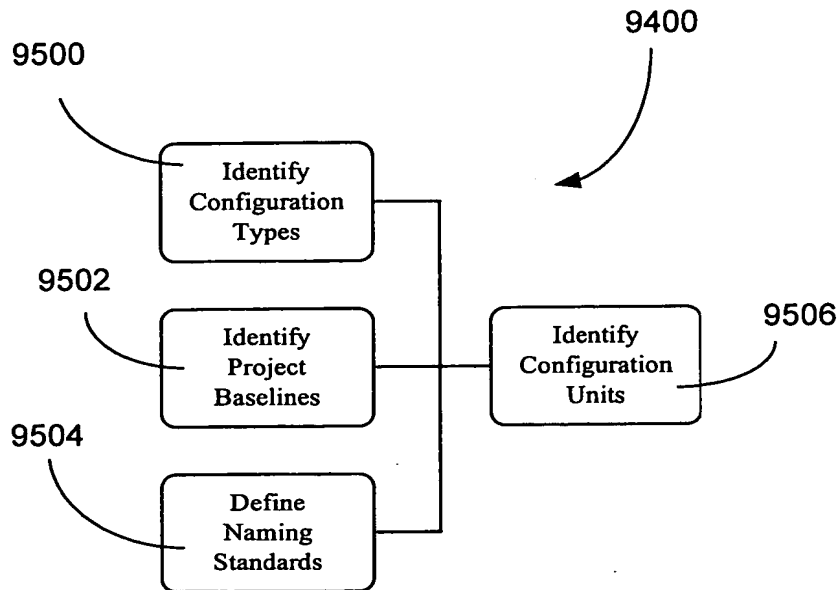 9400
9500
Identify
Configuration
Types
9502
Identify
Project
Baselines
9506
Identify
Configuration
Units
9504
Define
Naming
Standards